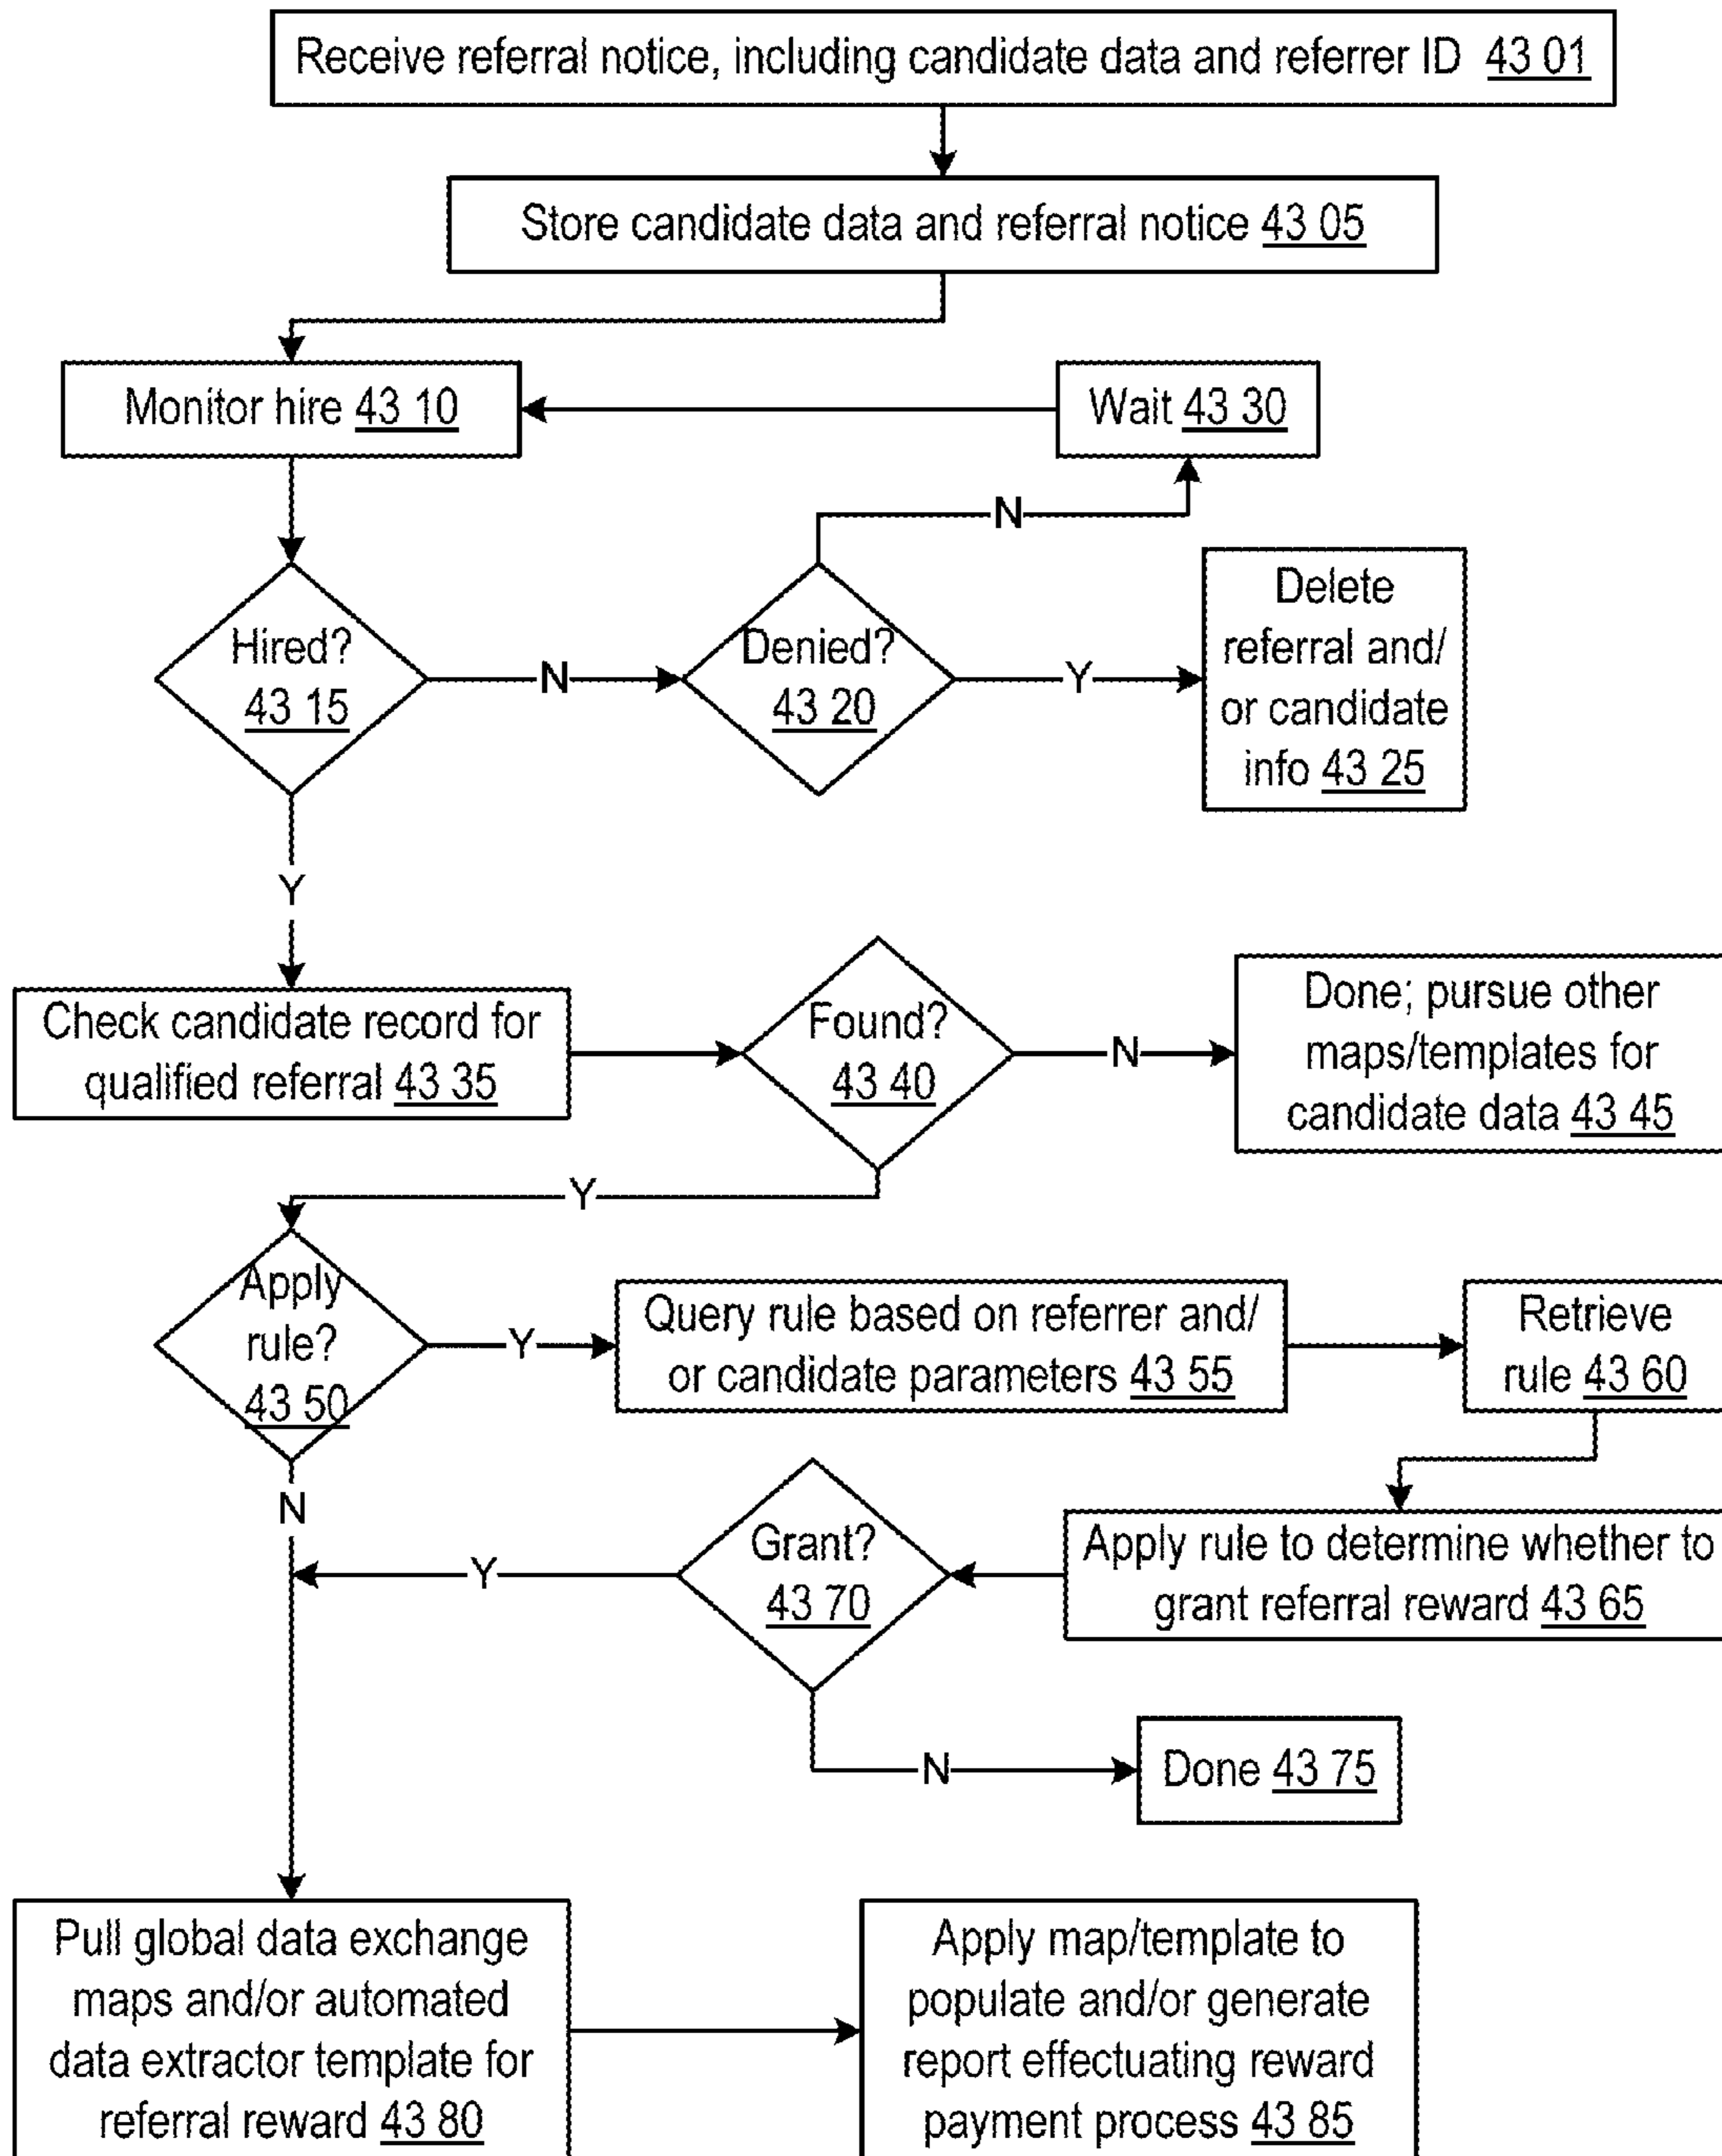 Receive referral notice, including candidate data and referrer ID 43 01
Store candidate data and referral notice 43 05
Monitor hire 43 10
Wait 43 30
N
Hired?
43 15
N
Denied?
43 20
Y
Delete
referral and/
or candidate
info 43 25
Y
Check candidate record for
qualified referral 43 35
Found?
43 40
N
Done; pursue other
maps/templates for
candidate data 43 45
Y
Apply
rule?
43 50
Y
Query rule based on referrer and/
or candidate parameters 43 55
Retrieve
rule 43 60
N
Apply rule to determine whether to
grant referral reward 43 65
Grant?
43 70
Y
N
Done 43 75
Pull global data exchange
maps and/or automated
data extractor template for
referral reward 43 80
Apply map/template to
populate and/or generate
report effectuating reward
payment process 43 85